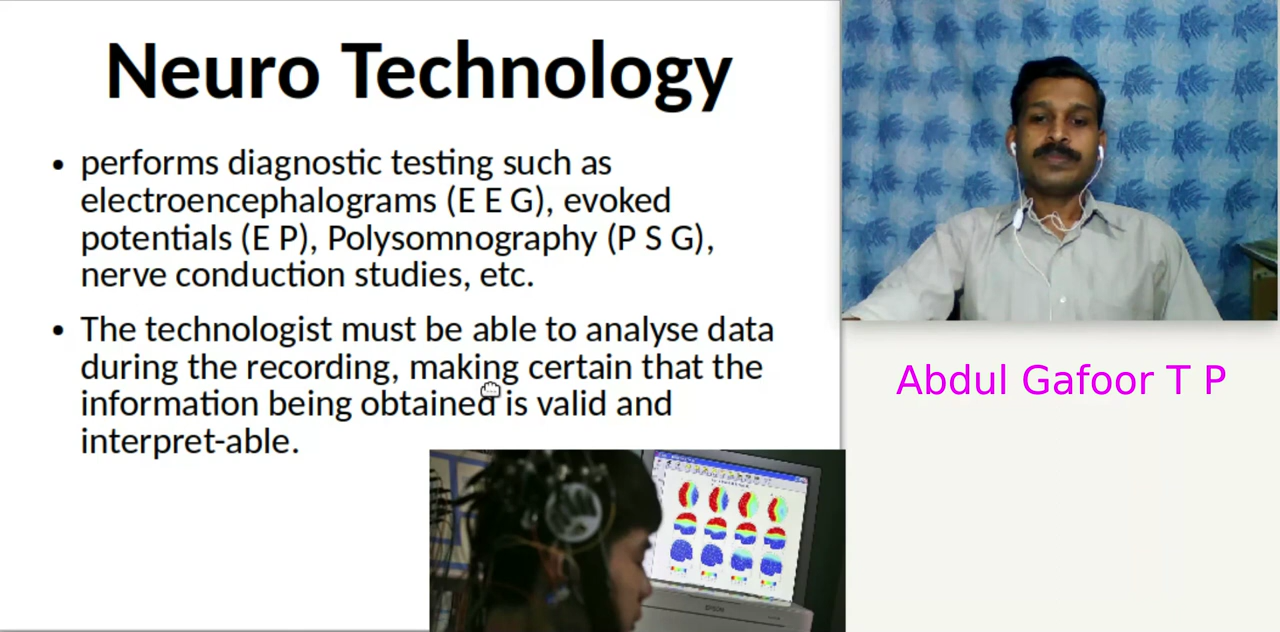 Neuro Technology
• performs diagnostic testing such as
electroencephalograms (E E G), evoked
potentials (E P), Polysomnography (P S G),
nerve conduction studies, etc.
• The technologist must be able to analyse data
during the recording, making certain that the
information being obtained is valid and
interpret-able.
Abdul Gafoor T P
EPSON